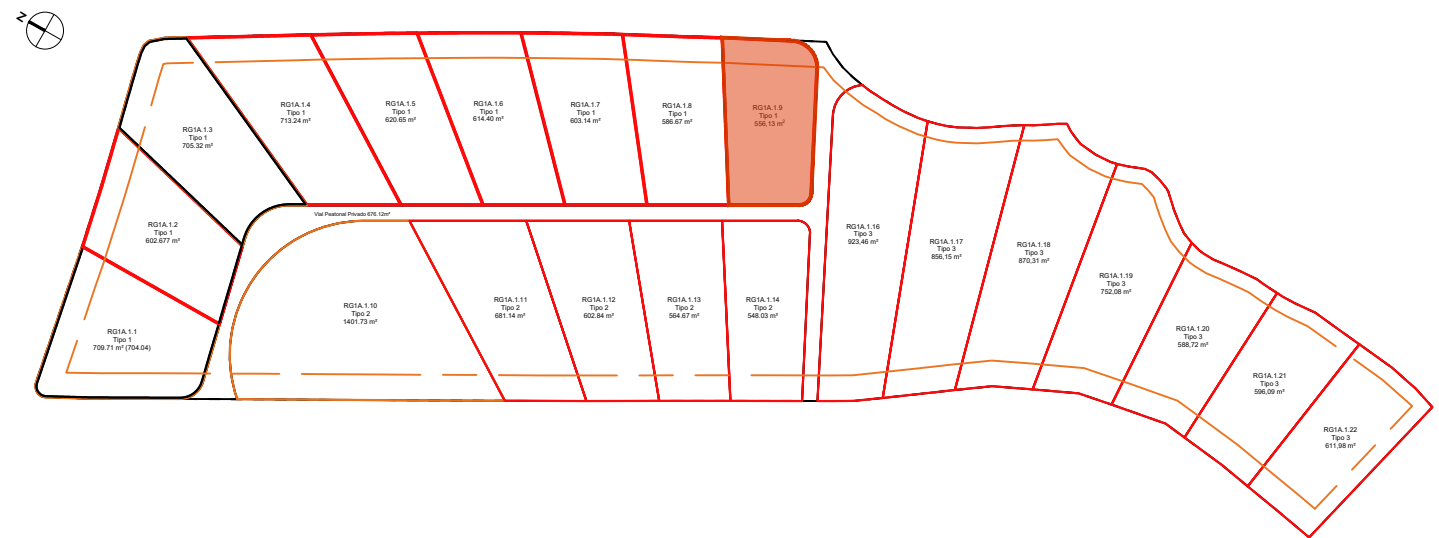 N
RG1A.1.4
Tipo 1
713.24 m²
RG1A.1.5
Tipo 1
620.65 m²
RG1A.1.6
Tipo 1
614.40 m²
RG1A.1.7
Tipo 1
603.14 m²
RG1A.1.8
Tipo 1
586.67 m²
RG1A.1.9
Tipo 1
556,13 m²
RG1A.1.3
Tipo 1
705.32 m²
RG1A.1.2
Tipo 1
602.677 m²
RG1A.1.1
Tipo 1
709.71 m² (704.04)
Vial Peatonal Privado 676.12m²
RG1A.1.10
Tipo 2
1401.73 m²
RG1A.1.11
Tipo 2
681.14 m²
RG1A.1.12
Tipo 2
602.84 m²
RG1A.1.13
Tipo 2
564.67 m²
RG1A.1.14
Tipo 2
548.03 m²
RG1A.1.16
Tipo 3
923,46 m²
RG1A.1.17
Tipo 3
856,15 m²
RG1A.1.18
Tipo 3
870,31 m²
RG1A.1.19
Tipo 3
752,08 m²
RG1A.1.20
Tipo 3
588,72 m²
RG1A.1.21
Tipo 3
596,09 m²
RG1A.1.22
Tipo 3
611,98 m²